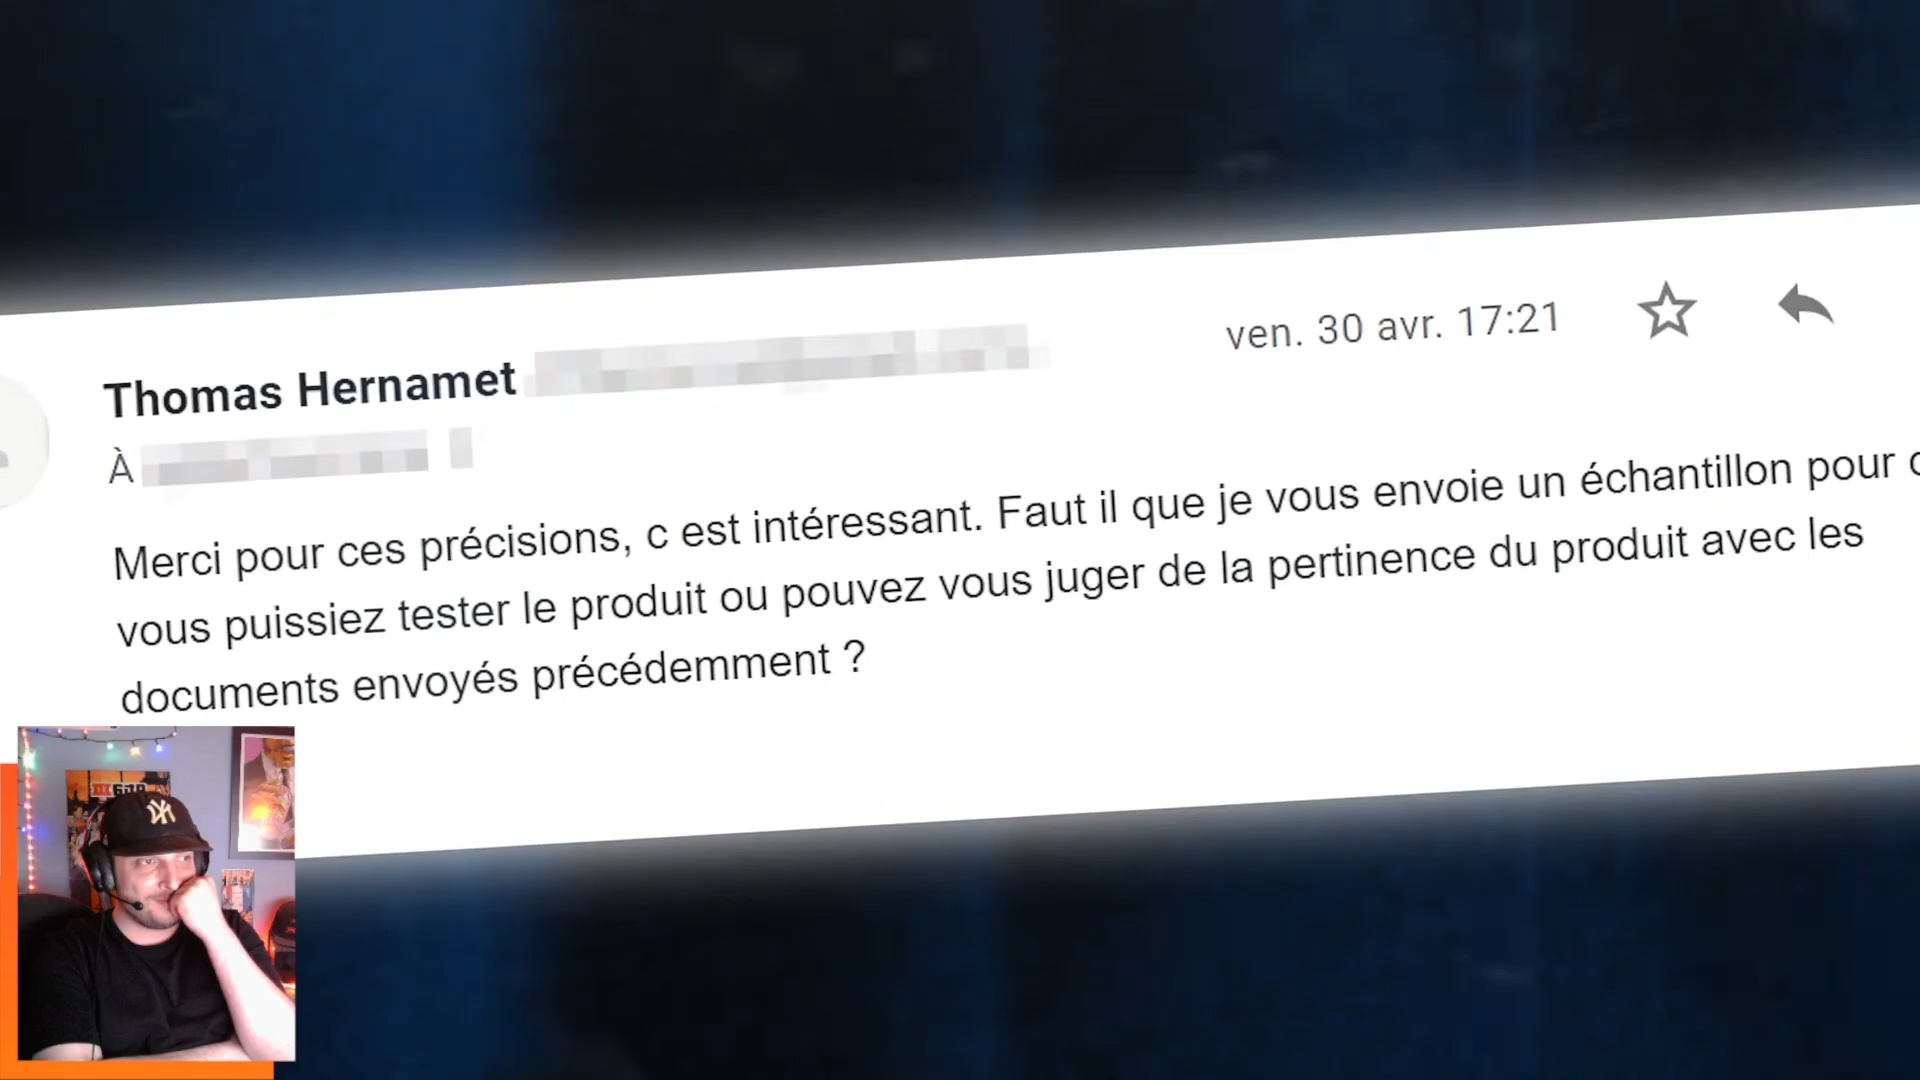 Thomas Hernamet
ven. 30 avr. 17:21
À
Merci pour ces précisions, c est intéressant. Faut il que je vous envoie un échantillon pour
vous puissiez tester le produit ou pouvez vous juger de la pertinence du produit avec les
documents envoyés précédemment ?
NY